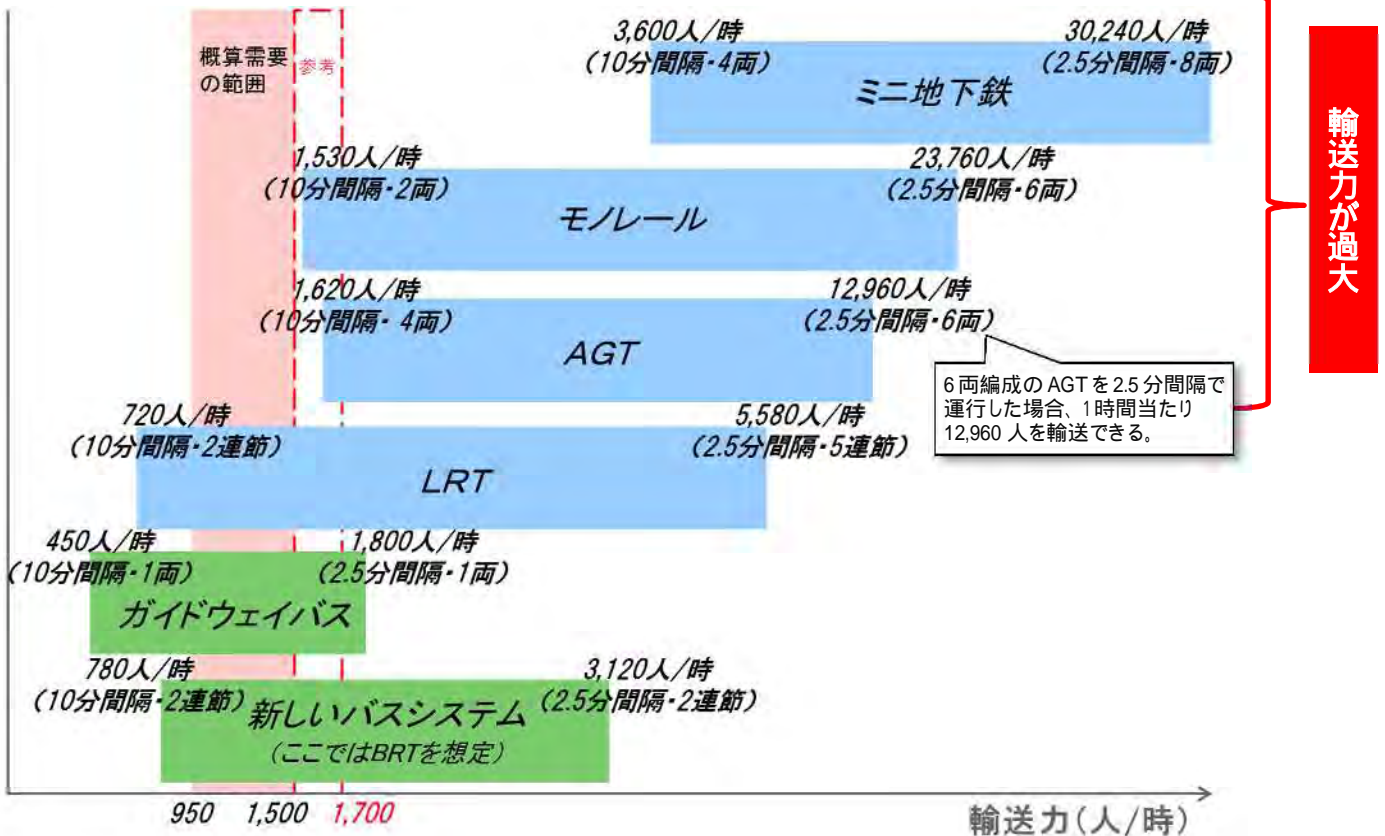 概算需要
の範囲
参考
3,600人/時
(10分間隔・4両)
30,240人/時
(2.5分間隔・8両)
ミニ地下鉄
輸送力が過大
1,530人/時
(10分間隔・2両)
23,760人/時
(2.5分間隔・6両)
モノレール
1,620人/時
(10分間隔・4両)
12,960人/時
(2.5分間隔・6両)
AGT
6両編成のAGTを2.5分間隔で
運行した場合、1時間当たり
12,960人を輸送できる。
720人/時
(10分間隔・2連節)
5,580人/時
(2.5分間隔・5連節)
LRT
450人/時
(10分間隔・1両)
1,800人/時
(2.5分間隔・1両)
ガイドウェイバス
780人/時
(10分間隔・2連節)
3,120人/時
(2.5分間隔・2連節)
新しいバスシステム
(ここではBRTを想定)
950 1,500 1,700
輸送力(人/時)